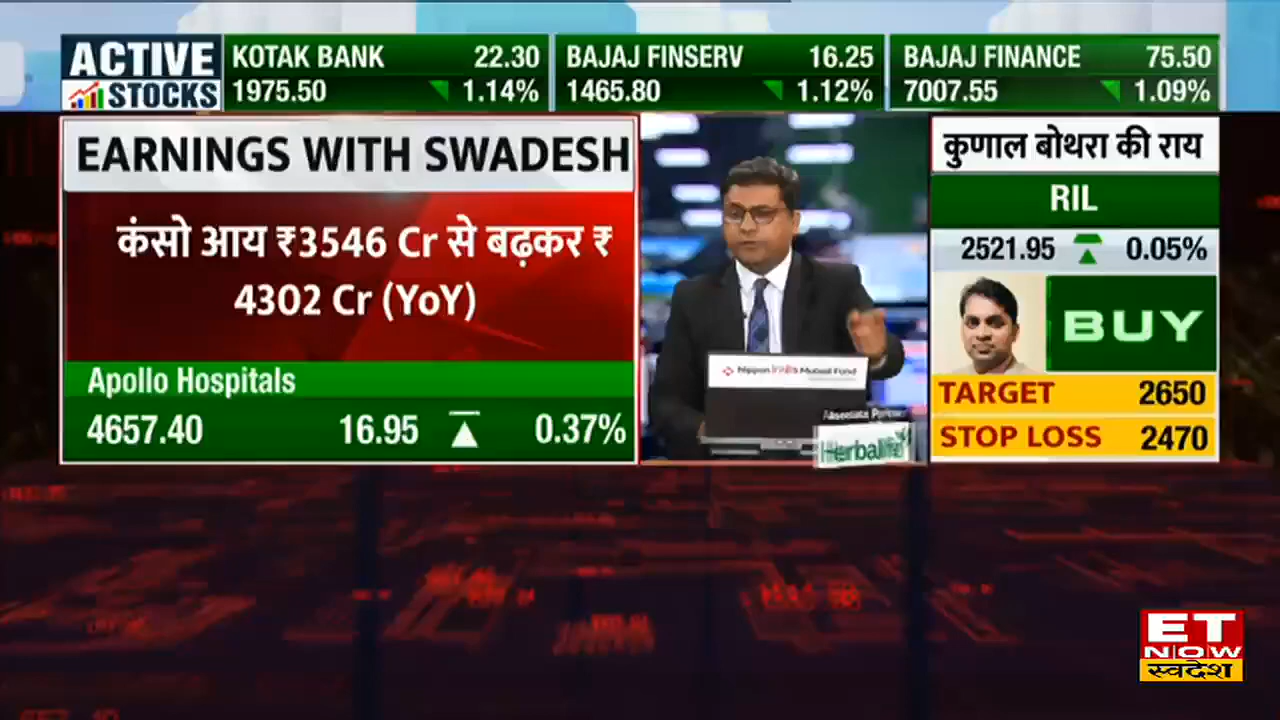 ACTIVE
STOCKS
KOTAK BANK 22.30
1975.50 1.14%
BAJAJ FINSERV 16.25
1465.80 1.12%
BAJAJ FINANCE 75.50
7007.55 1.09%
EARNINGS WITH SWADESH
कंसो आय ₹3546 Cr से बढ़कर ₹
4302 Cr (YoY)
Apollo Hospitals
4657.40 16.95 0.37%
Nippon India Mutual Fund
Associate Partner
Herbalife
कुणाल बोथरा की राय
RIL
2521.95 0.05%
BUY
TARGET 2650
STOP LOSS 2470
ET
NOW
स्वदेश